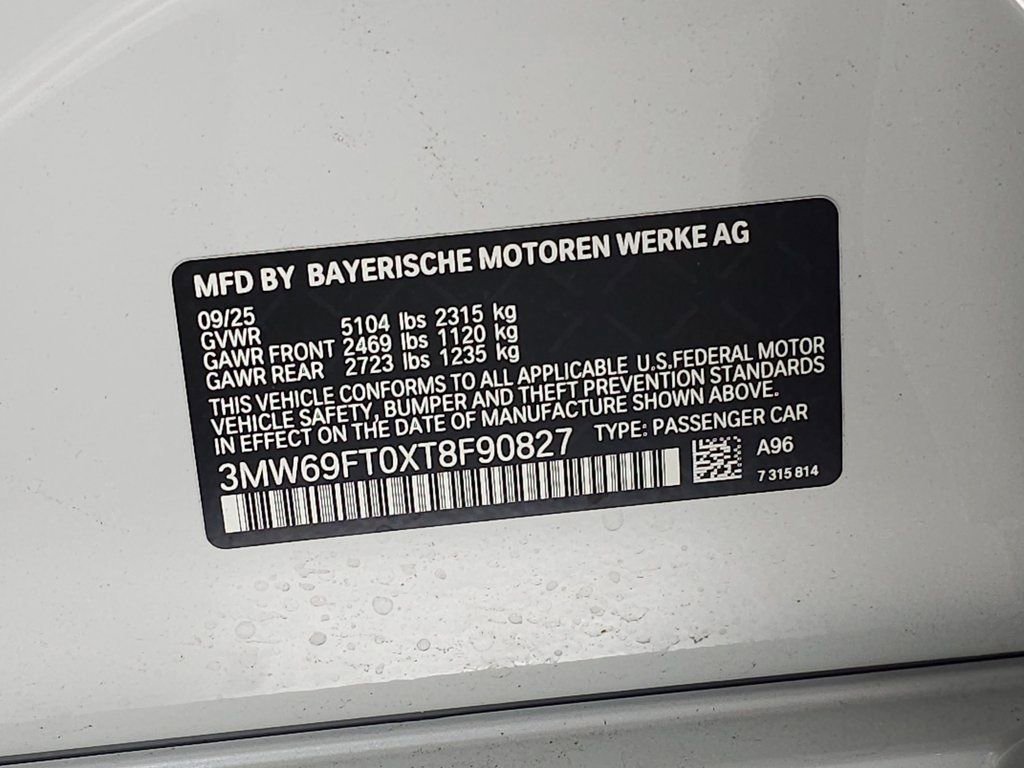 MFD BY BAYERISCHE MOTOREN WERKE AG
09/25
GVWR 5104 lbs 2315 kg
GAWR FRONT 2469 lbs 1120 kg
GAWR REAR 2723 lbs 1235 kg
THIS VEHICLE CONFORMS TO ALL APPLICABLE U.S.FEDERAL MOTOR
VEHICLE SAFETY, BUMPER AND THEFT PREVENTION STANDARDS
IN EFFECT ON THE DATE OF MANUFACTURE SHOWN ABOVE.
3MW69FT0XT8F90827 TYPE: PASSENGER CAR
A96
7 315 814